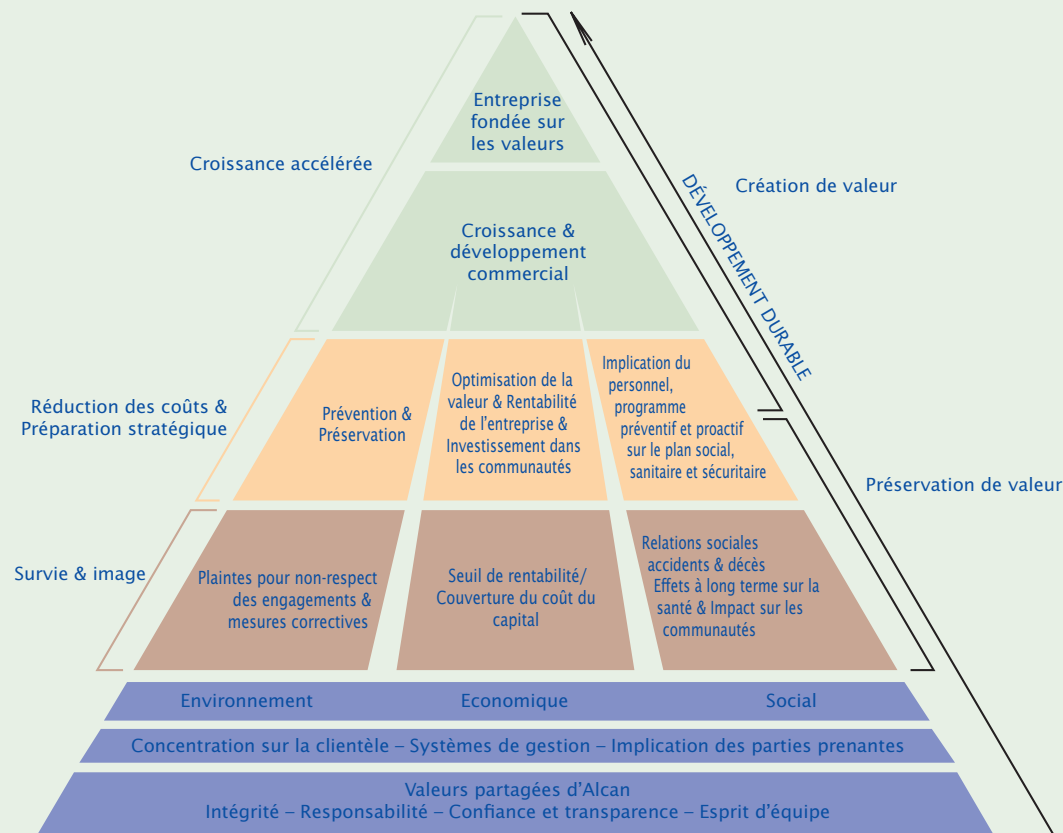 Entreprise
fondée sur
les valeurs
Croissance accélérée
Création de valeur
DÉVELOPPEMENT DURABLE
Croissance &
développement
commercial
Réduction des coûts &
Préparation stratégique
Prévention &
Préservation
Optimisation de la
valeur & Rentabilité
de l'entreprise &
Investissement dans
les communautés
Implication du
personnel,
programme
préventif et proactif
sur le plan social,
sanitaire et sécuritaire
Préservation de valeur
Survie & image
Plaintes pour non-respect
des engagements &
mesures correctives
Seuil de rentabilité/
Couverture du coût du
capital
Relations sociales
accidents & décès
Effets à long terme sur la
santé & Impact sur les
communautés
Environnement
Economique
Social
Concentration sur la clientèle – Systèmes de gestion – Implication des parties prenantes
Valeurs partagées d'Alcan
Intégrité – Responsabilité – Confiance et transparence – Esprit d'équipe